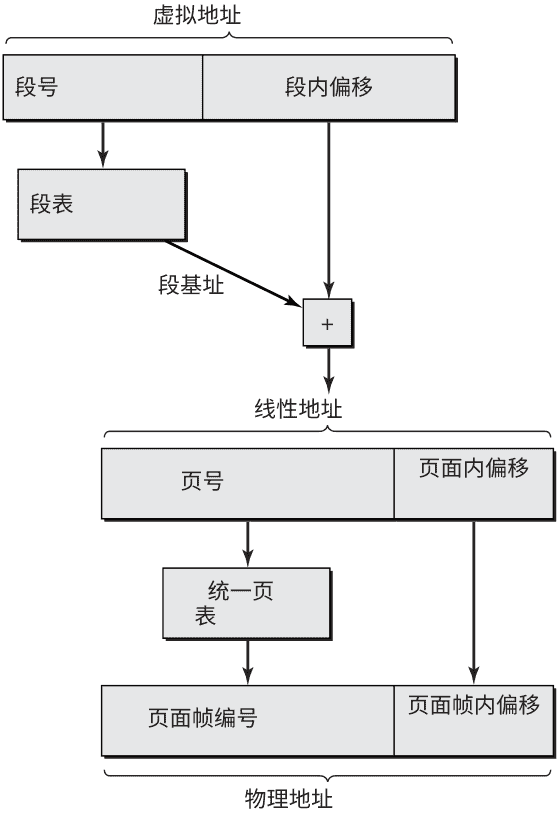 虚拟地址
段号
段内偏移
段表
段基址
+
线性地址
页号
页面内偏移
统一页
表
页面帧编号
页面帧内偏移
物理地址